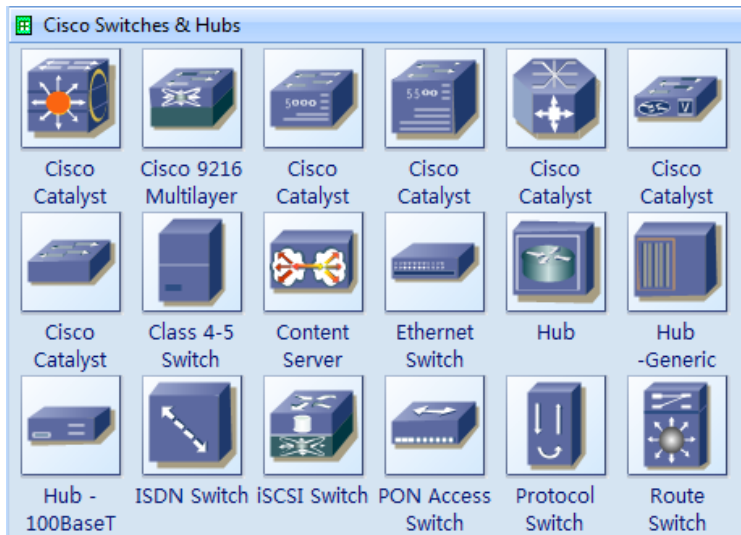 Cisco Switches & Hubs
5000
5500
V
Cisco Cisco 9216 Cisco Cisco Cisco Cisco
Catalyst Multilayer Catalyst Catalyst Catalyst Catalyst
Cisco Class 4-5 Content Ethernet Hub Hub
Catalyst Switch Server Switch -Generic
Hub - ISDN Switch iSCSI Switch PON Access Protocol Route
100BaseT Switch Switch Switch